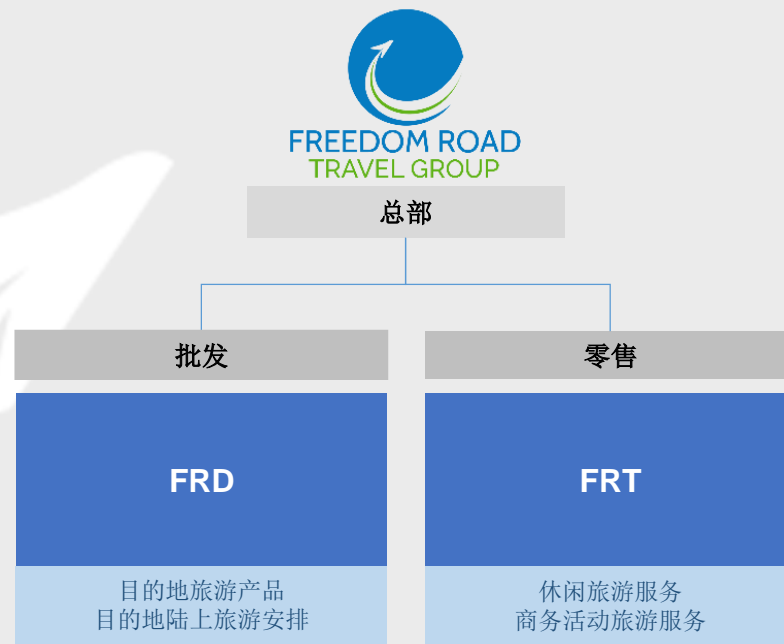 FREEDOM ROAD
TRAVEL GROUP
总部
批发
零售
FRD
FRT
目的地旅游产品
目的地陆上旅游安排
休闲旅游服务
商务活动旅游服务